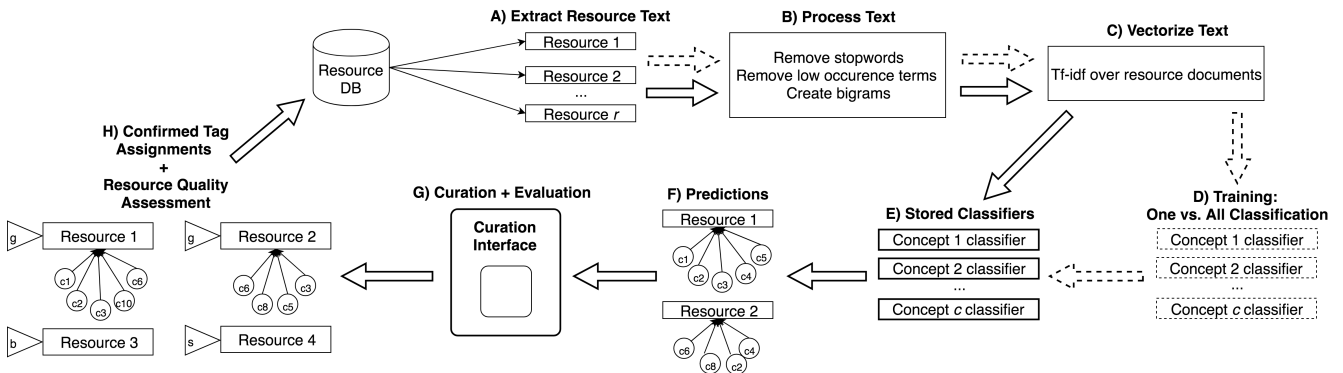 A) Extract Resource Text
Resource
DB
Resource 1
Resource 2
...
Resource r
B) Process Text
Remove stopwords
Remove low occurence terms
Create bigrams
C) Vectorize Text
Tf-idf over resource documents
D) Training:
One vs. All Classification
Concept 1 classifier
Concept 2 classifier
...
Concept c classifier
E) Stored Classifiers
Concept 1 classifier
Concept 2 classifier
...
Concept c classifier
F) Predictions
Resource 1
c1
c2
c3
c4
c5
Resource 2
c6
c8
c2
c4
G) Curation + Evaluation
Curation
Interface
H) Confirmed Tag
Assignments
+
Resource Quality
Assessment
g
Resource 1
c1
c2
c3
c10
c6
g
Resource 2
c6
c8
c5
c3
b
Resource 3
s
Resource 4